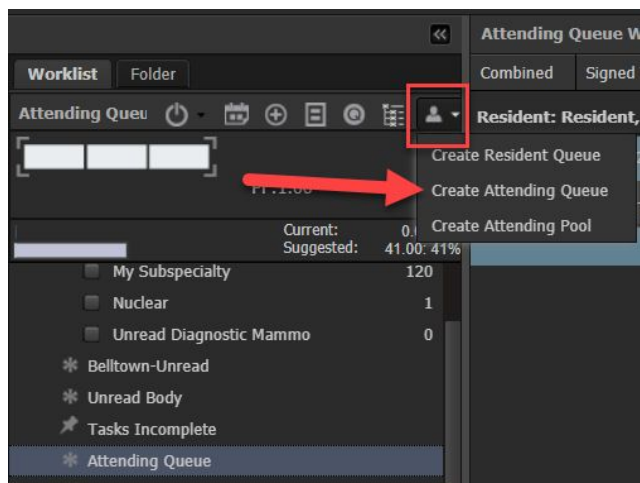 Attending Queue W
Worklist Folder
Combined Signed
Attending Queu
Resident: Resident,
Create Resident Queue
Create Attending Queue
Create Attending Pool
Current:
Suggested: 41.00: 41%
My Subspecialty 120
Nuclear 1
Unread Diagnostic Mammo 0
Belltown-Unread
Unread Body
Tasks Incomplete
Attending Queue